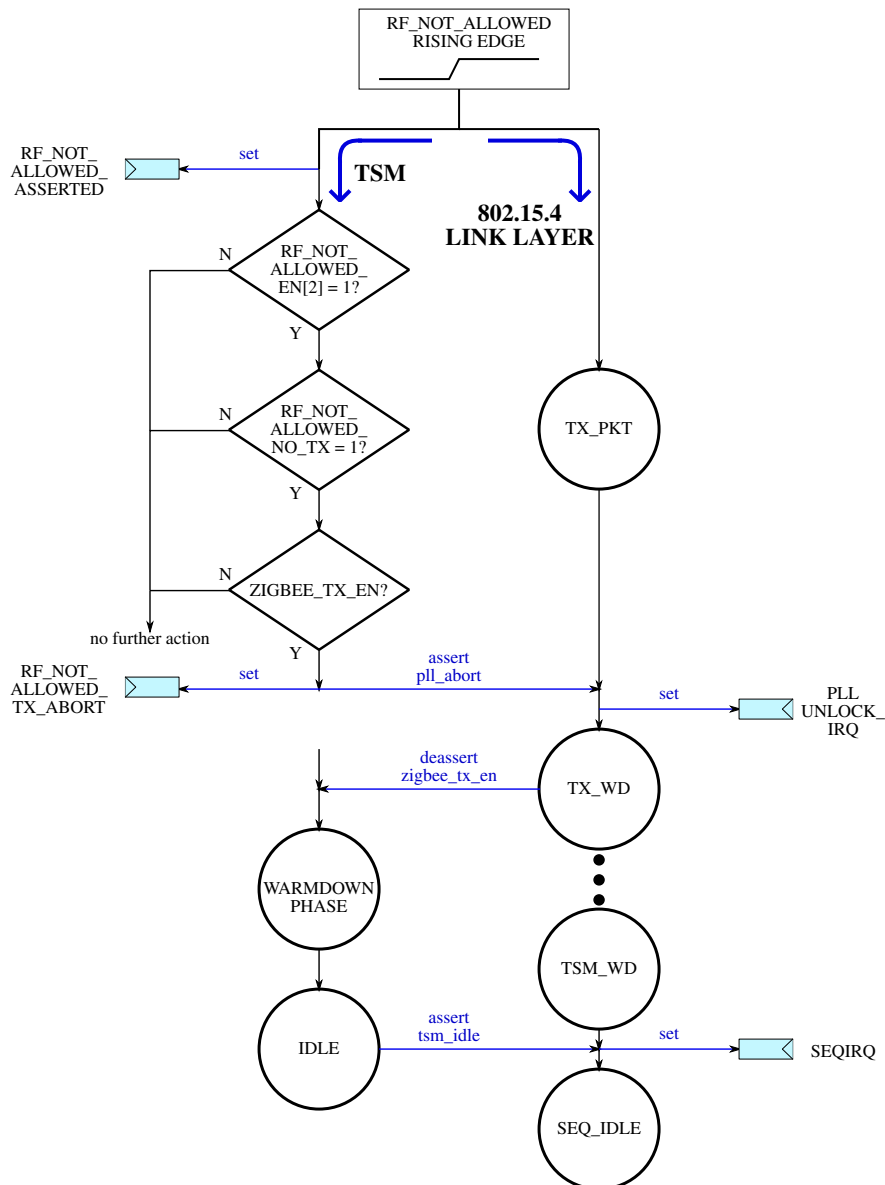 RF_NOT_ALLOWED
RISING EDGE
RF_NOT_
ALLOWED_
ASSERTED
set
TSM
802.15.4
LINK LAYER
N
RF_NOT_
ALLOWED_
EN[2] = 1?
Y
N
RF_NOT_
ALLOWED_
NO_TX = 1?
TX_PKT
Y
N
ZIGBEE_TX_EN?
no further action
Y
RF_NOT_
ALLOWED_
TX_ABORT
set
assert
pll_abort
set
PLL
UNLOCK_
IRQ
deassert
zigbee_tx_en
TX_WD
WARMDOWN
PHASE
TSM_WD
IDLE
assert
tsm_idle
set
SEQIRQ
SEQ_IDLE